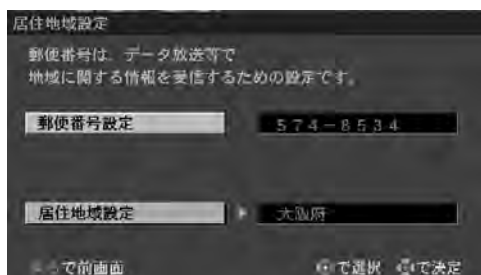 居住地域設定
郵便番号は、データ放送等で
地域に関する情報を受信するための設定です。
郵便番号設定 574-8534
居住地域設定 大阪府
で前画面 で選択 で決定